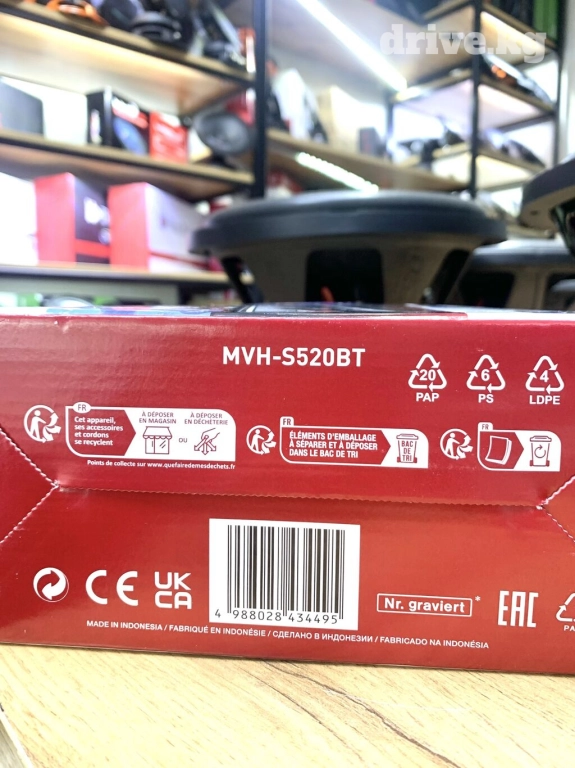 drive.kg
MVH-S520BT
20
PAP
6
PS
4
LDPE
FR
Cet appareil,
ses accessoires
et cordons
se recyclent
À DÉPOSER
EN MAGASIN
OU
À DÉPOSER
EN DÉCHÈTERIE
Points de collecte sur www.quefairedemesdechets.fr
FR
ÉLÉMENTS D'EMBALLAGE
À SÉPARER ET À DÉPOSER
DANS LE BAC DE TRI
BAC
DE
TRI
FR
CE
UK
CA
4 988028 434495
Nr. graviert*
EAC
MADE IN INDONESIA / FABRIQUÉ EN INDONÉSIE / СДЕЛАНО В ИНДОНЕЗИИ / FABRICADO NA INDONÉSIA